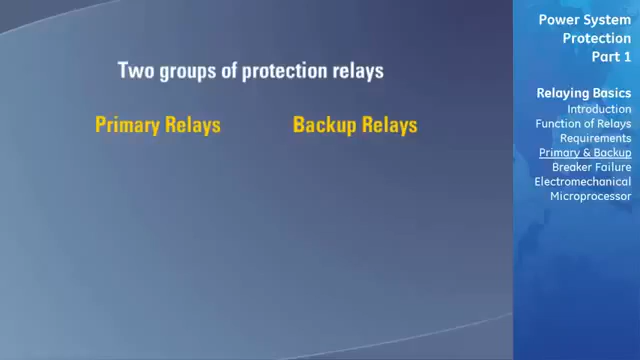 Two groups of protection relays
Primary Relays
Backup Relays
Power System
Protection
Part 1
Relaying Basics
Introduction
Function of Relays
Requirements
Primary & Backup
Breaker Failure
Electromechanical
Microprocessor